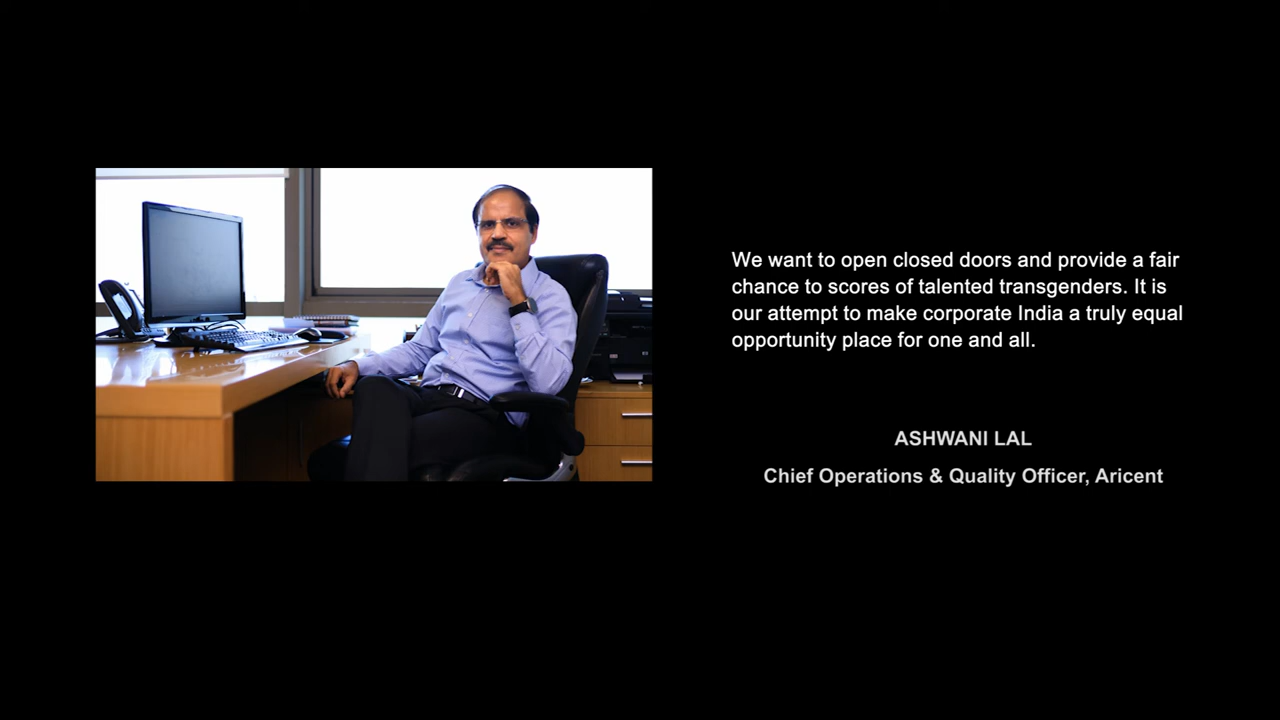 We want to open closed doors and provide a fair
chance to scores of talented transgenders. It is
our attempt to make corporate India a truly equal
opportunity place for one and all.
ASHWANI LAL
Chief Operations & Quality Officer, Aricent